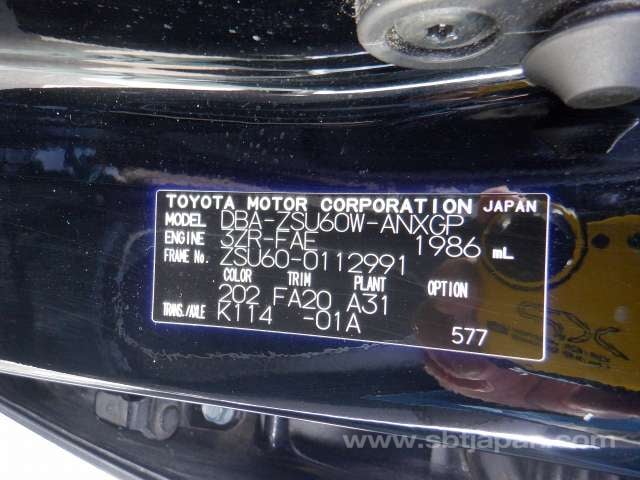 TOYOTA MOTOR CORPORATION JAPAN
MODEL DBA-ZSU60W-ANXGP
ENGINE 3ZR-FAE 1986 mL
FRAME No. ZSU60-0112991
COLOR TRIM PLANT OPTION
202 FA20 A31
TRANS./AXLE K114 -01A
577
www.sbtjapan.com